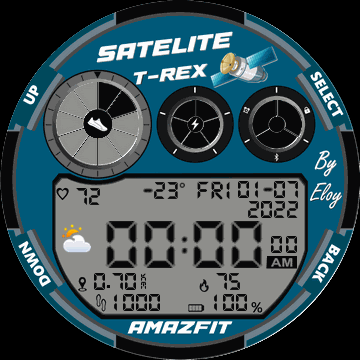 SATELITE
T-REX
UP
SELECT
By
Eloy
72 -23° FRI 01-07
2022
00:00 00
AM
0.70 KM 75
1000 100%
DOWN
BACK
AMAZFIT